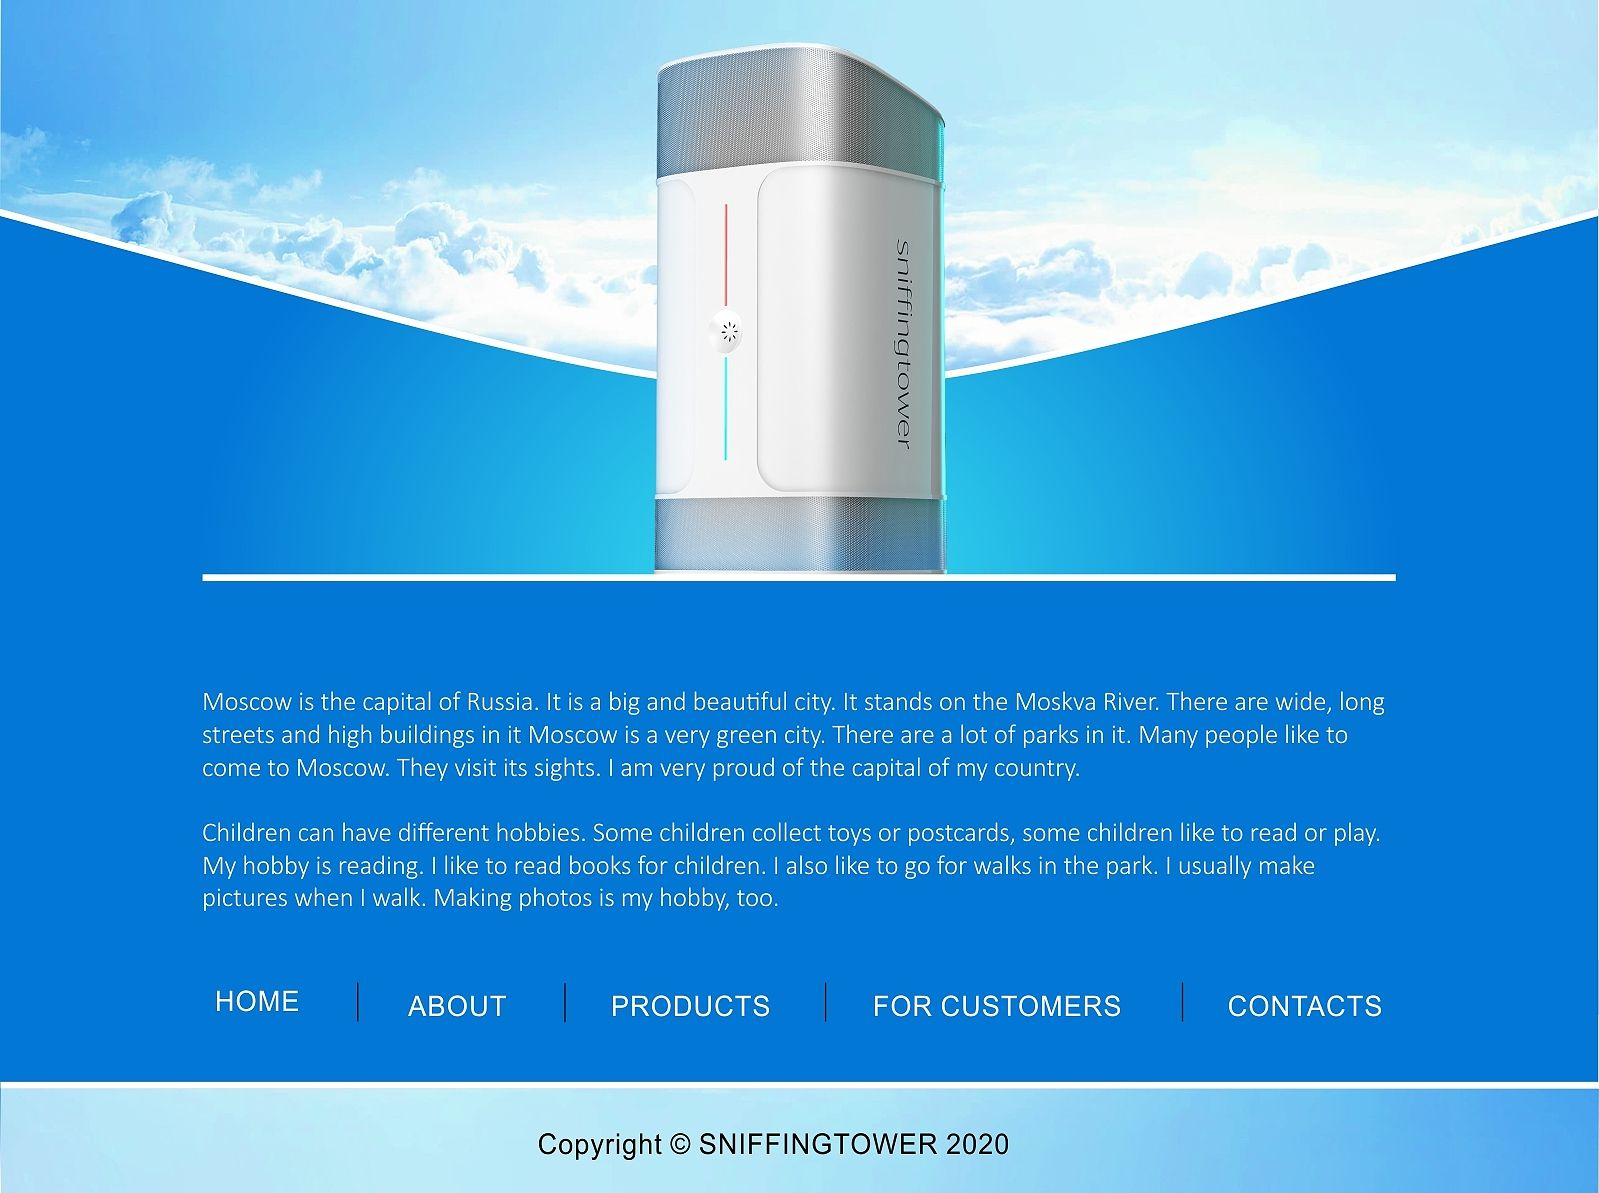 sniffingtower
Moscow is the capital of Russia. It is a big and beautiful city. It stands on the Moskva River. There are wide, long
streets and high buildings in it Moscow is a very green city. There are a lot of parks in it. Many people like to
come to Moscow. They visit its sights. I am very proud of the capital of my country.
Children can have different hobbies. Some children collect toys or postcards, some children like to read or play.
My hobby is reading. I like to read books for children. I also like to go for walks in the park. I usually make
pictures when I walk. Making photos is my hobby, too.
HOME ABOUT PRODUCTS FOR CUSTOMERS CONTACTS
Copyright © SNIFFINGTOWER 2020